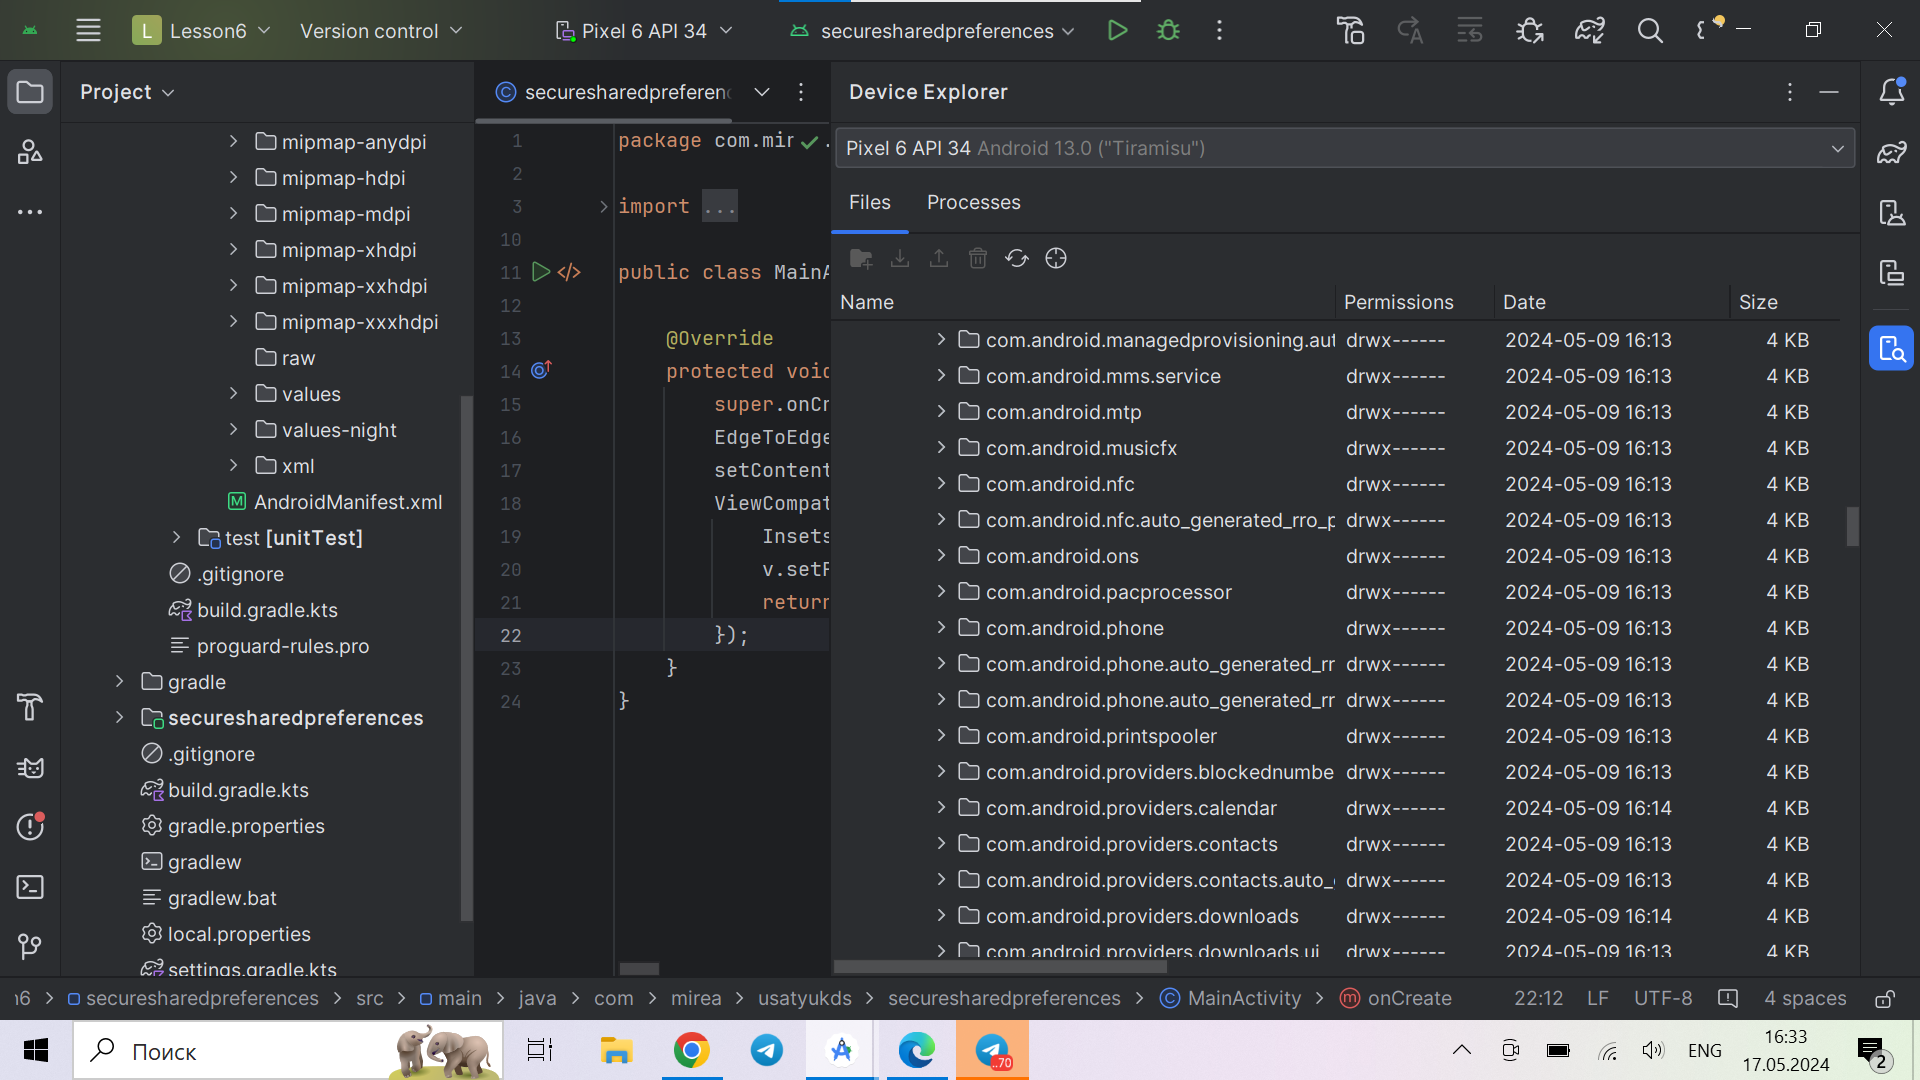 L Lesson6
Version control
Pixel 6 API 34
securesharedpreferences
Project
mipmap-anydpi
mipmap-hdpi
mipmap-mdpi
mipmap-xhdpi
mipmap-xxhdpi
mipmap-xxxhdpi
raw
values
values-night
xml
AndroidManifest.xml
test [unitTest]
.gitignore
build.gradle.kts
proguard-rules.pro
gradle
securesharedpreferences
.gitignore
build.gradle.kts
gradle.properties
gradlew
gradlew.bat
local.properties
settings.gradle.kts
securesharedpreferen
1 package com.mir
2
3 import ...
10
11 public class MainA
12
13 @Override
14 protected void
15 super.onCr
16 EdgeToEdge
17 setContent
18 ViewCompat
19 Insets
20 v.setP
21 return
22 });
23 }
24 }
Device Explorer
Pixel 6 API 34 Android 13.0 ("Tiramisu")
Files Processes
Name Permissions Date Size
com.android.managedprovisioning.aut drwx------ 2024-05-09 16:13 4 KB
com.android.mms.service drwx------ 2024-05-09 16:13 4 KB
com.android.mtp drwx------ 2024-05-09 16:13 4 KB
com.android.musicfx drwx------ 2024-05-09 16:13 4 KB
com.android.nfc drwx------ 2024-05-09 16:13 4 KB
com.android.nfc.auto_generated_rro_p drwx------ 2024-05-09 16:13 4 KB
com.android.ons drwx------ 2024-05-09 16:13 4 KB
com.android.pacprocessor drwx------ 2024-05-09 16:13 4 KB
com.android.phone drwx------ 2024-05-09 16:13 4 KB
com.android.phone.auto_generated_rr drwx------ 2024-05-09 16:13 4 KB
com.android.phone.auto_generated_rr drwx------ 2024-05-09 16:13 4 KB
com.android.printspooler drwx------ 2024-05-09 16:13 4 KB
com.android.providers.blockednumbe drwx------ 2024-05-09 16:13 4 KB
com.android.providers.calendar drwx------ 2024-05-09 16:14 4 KB
com.android.providers.contacts drwx------ 2024-05-09 16:13 4 KB
com.android.providers.contacts.auto_ drwx------ 2024-05-09 16:13 4 KB
com.android.providers.downloads drwx------ 2024-05-09 16:14 4 KB
com.android.providers.downloads.ui drwx------ 2024-05-09 16:13 4 KB
n6 > securesharedpreferences > src > main > java > com > mirea > usatyukds > securesharedpreferences > MainActivity > onCreate
22:12 LF UTF-8 4 spaces
Поиск
..70
ENG
16:33
17.05.2024
2